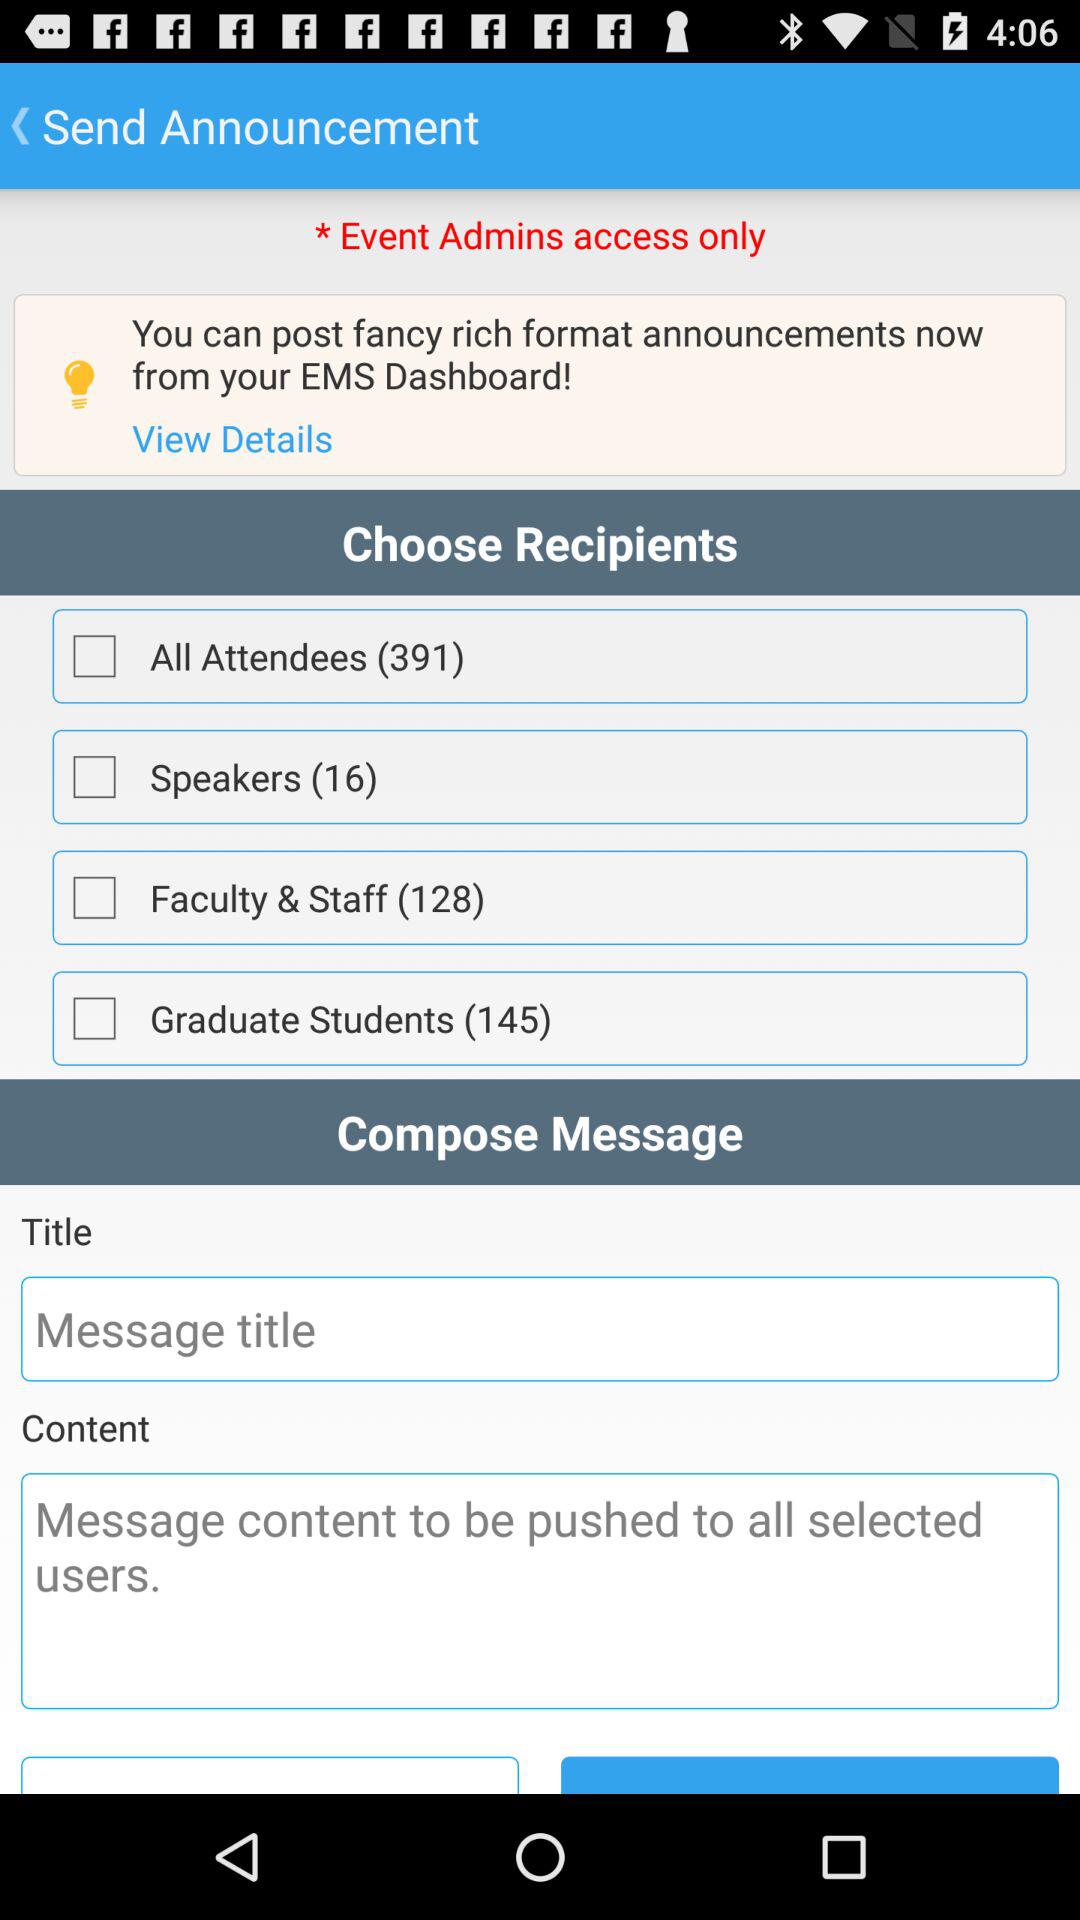 4:06
Send Announcement
* Event Admins access only
You can post fancy rich format announcements now
from your EMS Dashboard!
View Details
Choose Recipients
All Attendees (391)
Speakers (16)
Faculty & Staff (128)
Graduate Students (145)
Compose Message
Title
Message title
Content
Message content to be pushed to all selected
users.